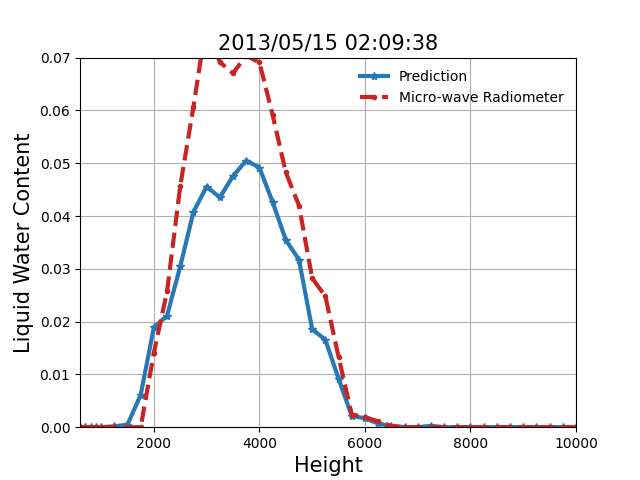 2013/05/15 02:09:38
Prediction
Micro-wave Radiometer
Liquid Water Content
0.07
0.06
0.05
0.04
0.03
0.02
0.01
0.00
2000 4000 6000 8000 10000
Height